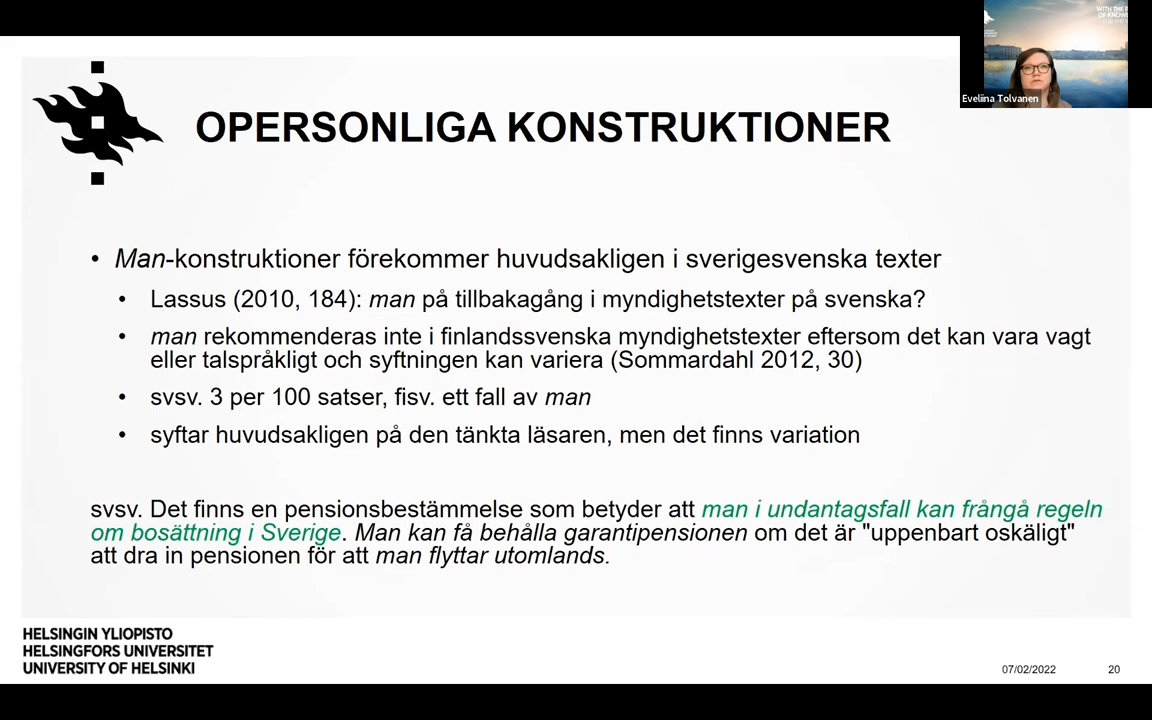 WITH THE P
OF KNOW
Eveliina Tolvanen
OPERSONLIGA KONSTRUKTIONER
• Man-konstruktioner förekommer huvudsakligen i sverigesvenska texter
• Lassus (2010, 184): man på tillbakagång i myndighetstexter på svenska?
• man rekommenderas inte i finlandssvenska myndighetstexter eftersom det kan vara vagt
eller talspråkligt och syftningen kan variera (Sommardahl 2012, 30)
• svsv. 3 per 100 satser, fisv. ett fall av man
• syftar huvudsakligen på den tänkta läsaren, men det finns variation
svsv. Det finns en pensionsbestämmelse som betyder att man i undantagsfall kan frångå regeln
om bosättning i Sverige. Man kan få behålla garantipensionen om det är "uppenbart oskäligt"
att dra in pensionen för att man flyttar utomlands.
HELSINGIN YLIOPISTO
HELSINGFORS UNIVERSITET
UNIVERSITY OF HELSINKI
07/02/2022
20